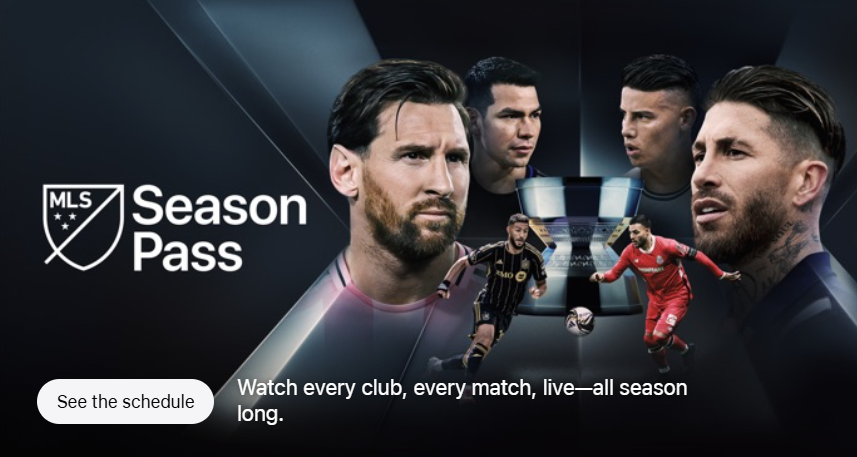 MLS
Season
Pass
See the schedule
Watch every club, every match, live—all season
long.